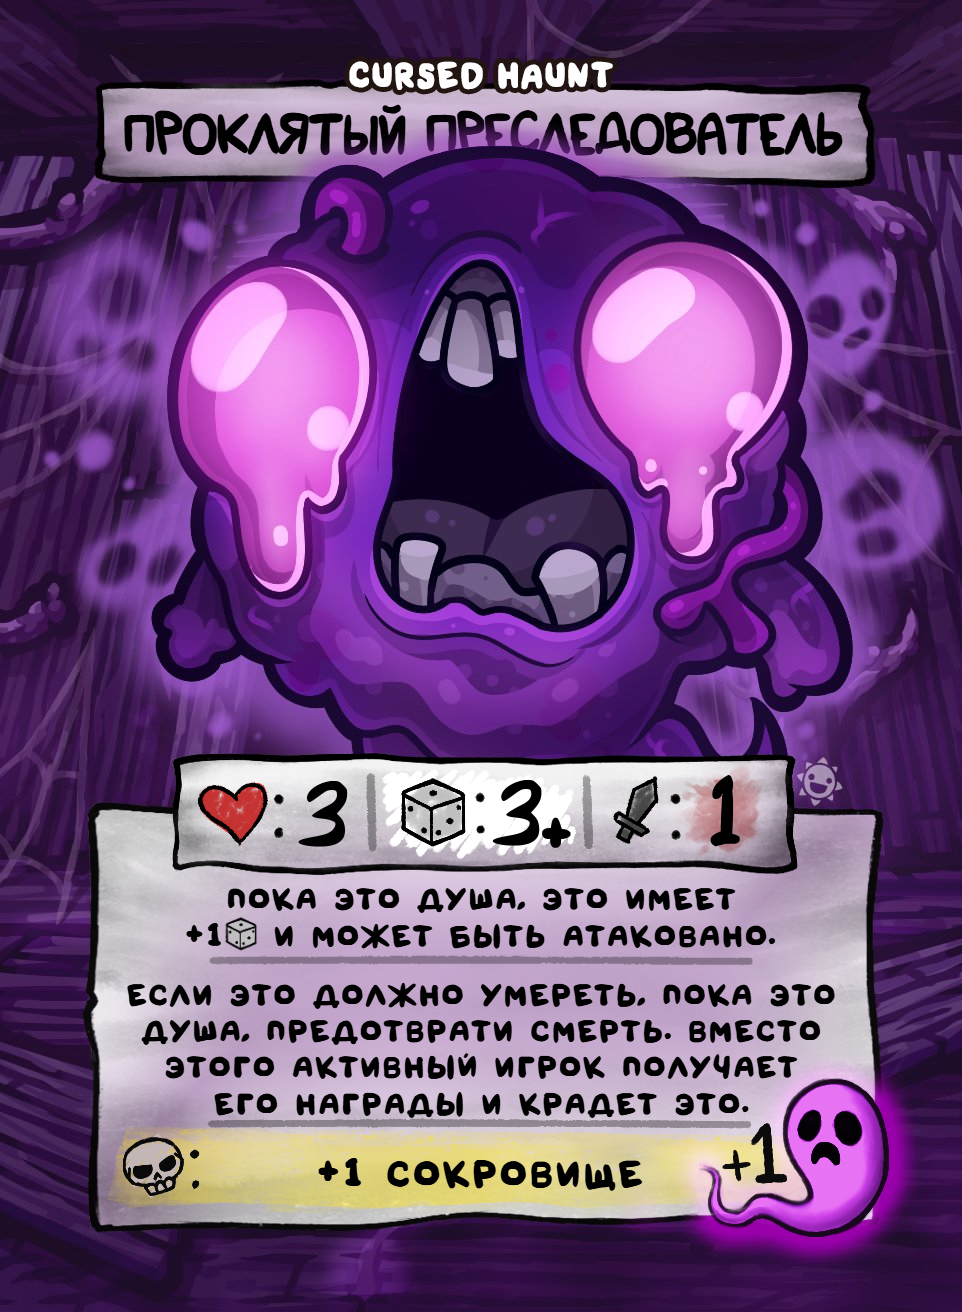 CURSED HAUNT
ПРОКЛЯТЫЙ ПРЕСЛЕДОВАТЕЛЬ
: 3 : 3+ : 1
ПОКА ЭТО ДУША, ЭТО ИМЕЕТ
+1 И МОЖЕТ БЫТЬ АТАКОВАНО.
ЕСЛИ ЭТО ДОЛЖНО УМЕРЕТЬ, ПОКА ЭТО
ДУША, ПРЕДОТВРАТИ СМЕРТЬ. ВМЕСТО
ЭТОГО АКТИВНЫЙ ИГРОК ПОЛУЧАЕТ
ЕГО НАГРАДЫ И КРАДЕТ ЭТО.
: +1 СОКРОВИЩЕ +1